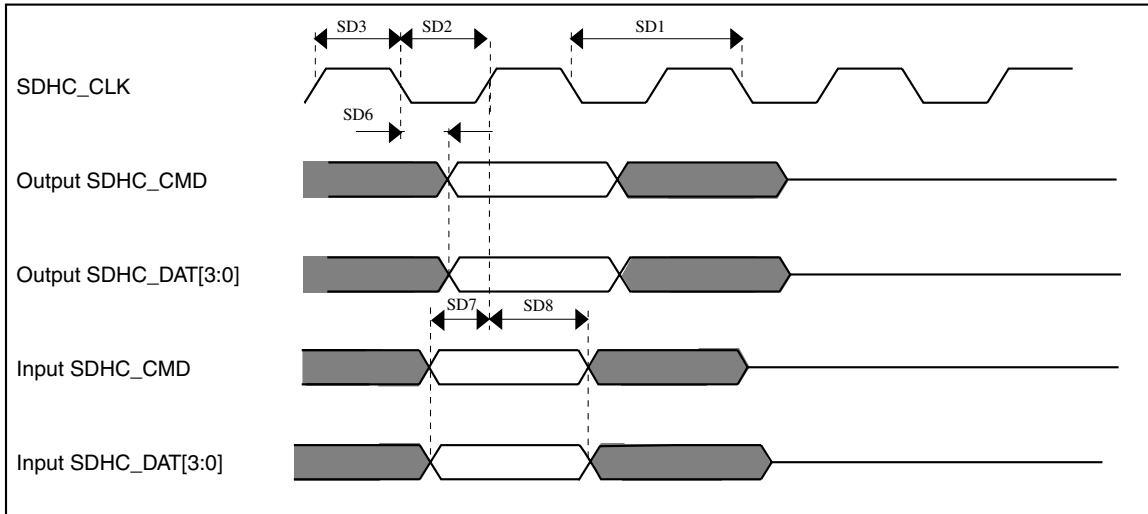 SD3 SD2 SD1
SDHC_CLK
SD6
Output SDHC_CMD
Output SDHC_DAT[3:0]
SD7 SD8
Input SDHC_CMD
Input SDHC_DAT[3:0]